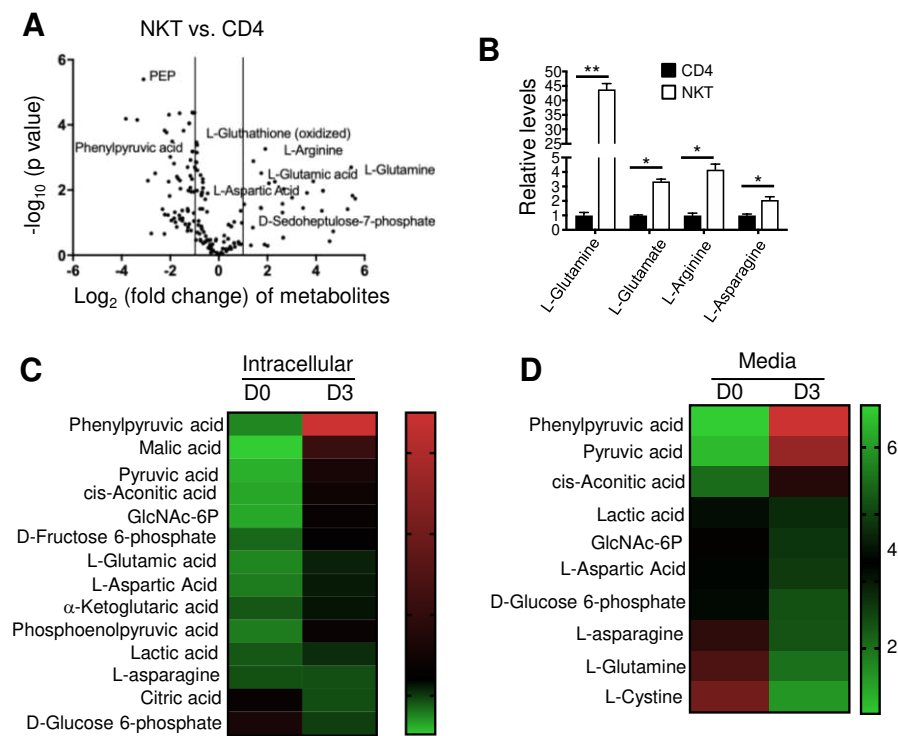 A
NKT vs. CD4
6
4
2
0
-log10 (p value)
PEP
Phenylpyruvic acid
L-Gluthathione (oxidized)
L-Arginine
L-Glutamine
L-Glutamic acid
L-Aspartic Acid
D-Sedoheptulose-7-phosphate
-6 -4 -2 0 2 4 6
Log2 (fold change) of metabolites
B
Relative levels
50
45
40
35
30
25
5
4
3
2
1
0
** * * *
CD4
NKT
L-Glutamine
L-Glutamate
L-Arginine
L-Asparagine
C
Intracellular
D0 D3
Phenylpyruvic acid
Malic acid
Pyruvic acid
cis-Aconitic acid
GlcNAc-6P
D-Fructose 6-phosphate
L-Glutamic acid
L-Aspartic Acid
α-Ketoglutaric acid
Phosphoenolpyruvic acid
Lactic acid
L-asparagine
Citric acid
D-Glucose 6-phosphate
D
Media
D0 D3
Phenylpyruvic acid
Pyruvic acid
cis-Aconitic acid
Lactic acid
GlcNAc-6P
L-Aspartic Acid
D-Glucose 6-phosphate
L-asparagine
L-Glutamine
L-Cystine
6
4
2